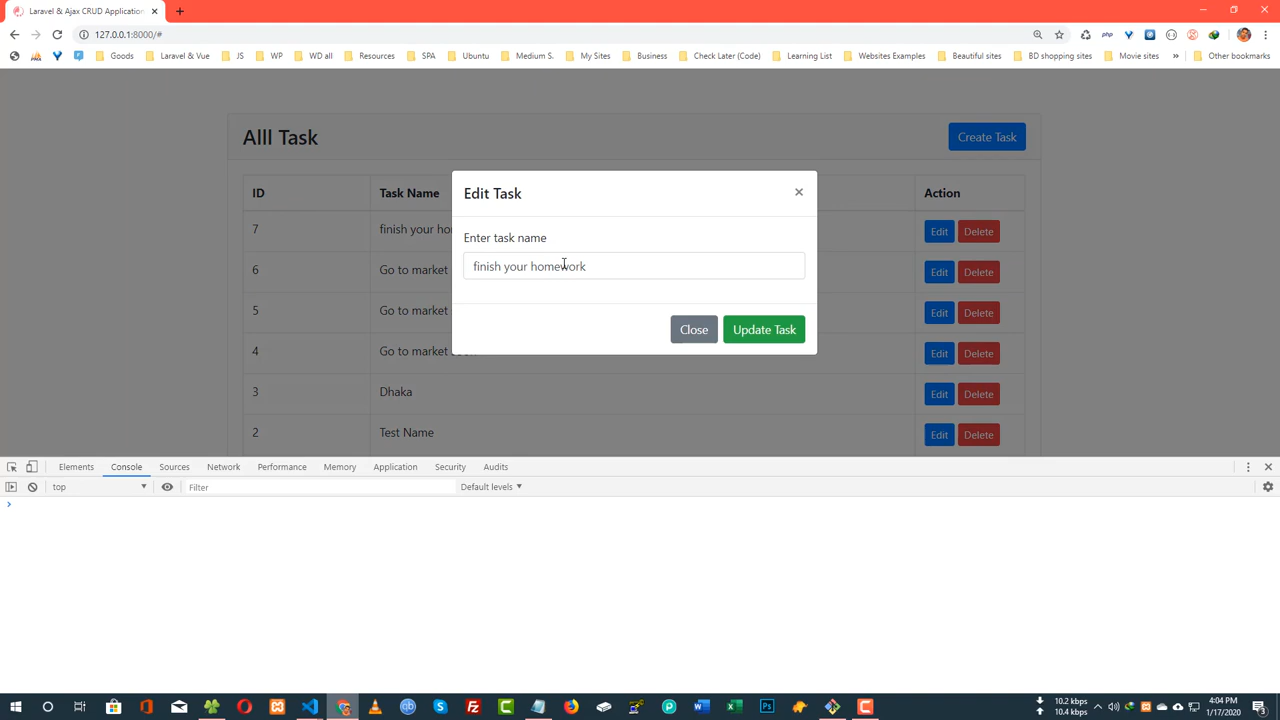 Laravel & Ajax CRUD Application
127.0.0.1:8000/#
php
Goods Laravel & Vue JS WP WD all Resources SPA Ubuntu Medium S. My Sites Business Check Later (Code) Learning List Websites Examples Beautiful sites BD shopping sites Movie sites » Other bookmarks
Alll Task
Create Task
ID Task Name Action
7 finish your ho Edit Delete
6 Go to market Edit Delete
5 Go to market Edit Delete
4 Go to market Edit Delete
3 Dhaka Edit Delete
2 Test Name Edit Delete
Edit Task ×
Enter task name
finish your homework
Close Update Task
Elements Console Sources Network Performance Memory Application Security Audits
top Filter Default levels
10.2 kbps
10.4 kbps
4:04 PM
1/17/2020
3